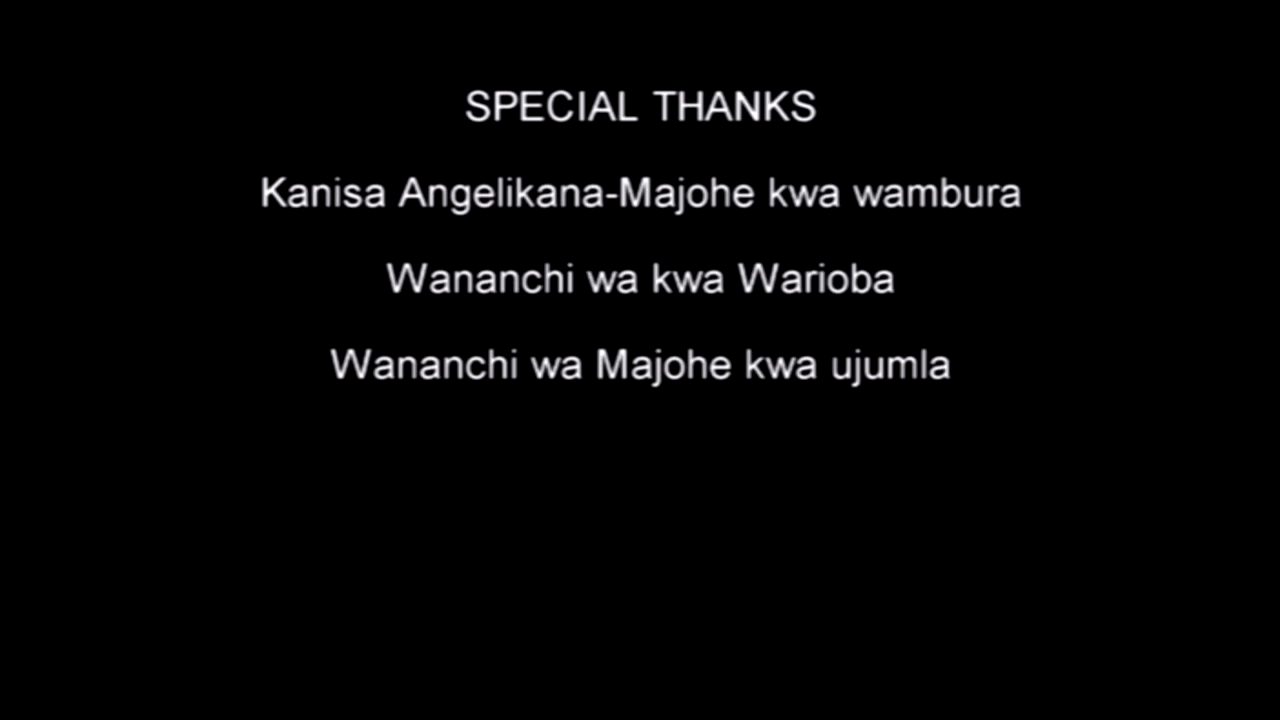 SPECIAL THANKS
Kanisa Angelikana-Majohe kwa wambura
Wananchi wa kwa Warioba
Wananchi wa Majohe kwa ujumla